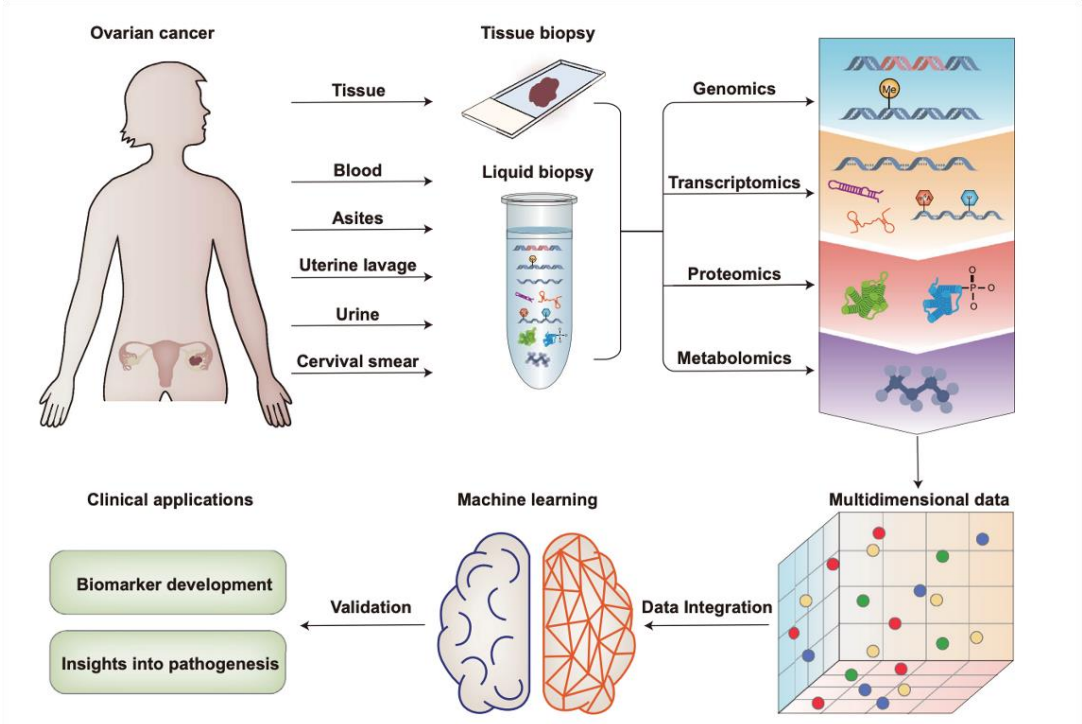 Ovarian cancer
Tissue biopsy
Tissue
Genomics
Me
Blood
Liquid biopsy
Transcriptomics
Asites
Uterine lavage
Proteomics
O
P
O
O
Urine
Cervival smear
Metabolomics
Clinical applications
Machine learning
Multidimensional data
Biomarker development
Validation
Data Integration
Insights into pathogenesis